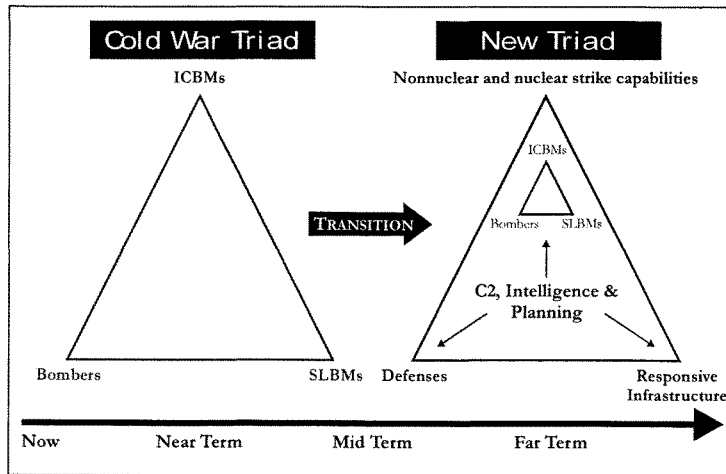 Cold War Triad
New Triad
ICBMs
Nonnuclear and nuclear strike capabilities
ICBMs
Bombers
SLBMs
TRANSITION
C2, Intelligence &
Planning
Bombers
SLBMs
Defenses
Responsive
Infrastructure
Now
Near Term
Mid Term
Far Term